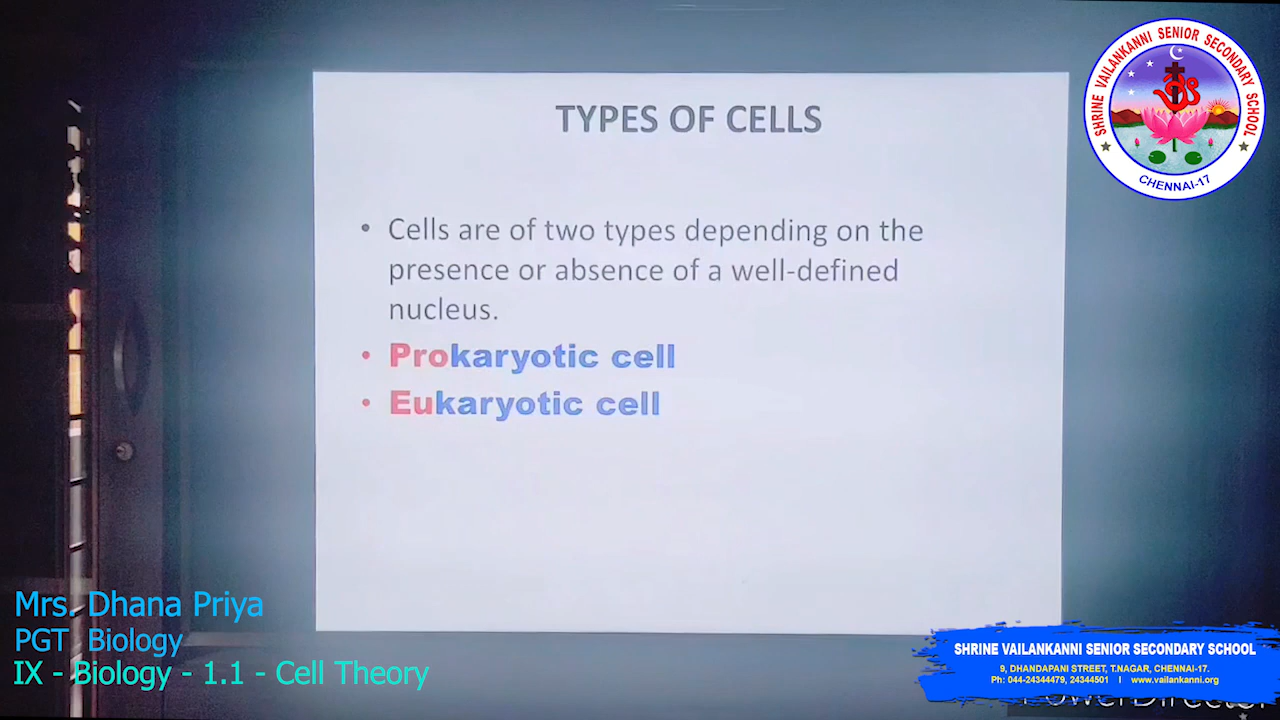 TYPES OF CELLS
• Cells are of two types depending on the
presence or absence of a well-defined
nucleus.
• Prokaryotic cell
• Eukaryotic cell
SHRINE VAILANKANNI SENIOR SECONDARY SCHOOL
CHENNAI-17
Mrs. Dhana Priya
PGT Biology
IX - Biology - 1.1 - Cell Theory
SHRINE VAILANKANNI SENIOR SECONDARY SCHOOL
9, DHANDAPANI STREET, T.NAGAR, CHENNAI-17.
Ph: 044-24344479, 24344501 I www.vailankanni.org
PowerDirector